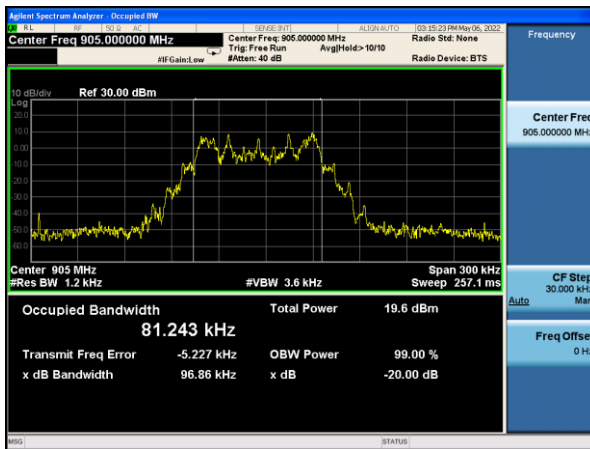 Agilent Spectrum Analyzer - Occupied BW
RL RF 50 Ω AC SENSE:INT ALIGN AUTO 03:15:23 PM May 06, 2022
Center Freq 905.000000 MHz
Center Freq: 905.000000 MHz Radio Std: None
Trig: Free Run Avg|Hold:> 10/10
#IFGain:Low #Atten: 40 dB Radio Device: BTS
10 dB/div Ref 30.00 dBm
Log
20.0
10.0
0.00
-10.0
-20.0
-30.0
-40.0
-50.0
-60.0
Center 905 MHz Span 300 kHz
#Res BW 1.2 kHz #VBW 3.6 kHz Sweep 257.1 ms
Occupied Bandwidth Total Power 19.6 dBm
81.243 kHz
Transmit Freq Error -5.227 kHz OBW Power 99.00 %
x dB Bandwidth 96.86 kHz x dB -20.00 dB
MSG STATUS
Frequency
Center Freq
905.000000 MHz
CF Step
30.000 kHz
Auto Man
Freq Offset
0 Hz